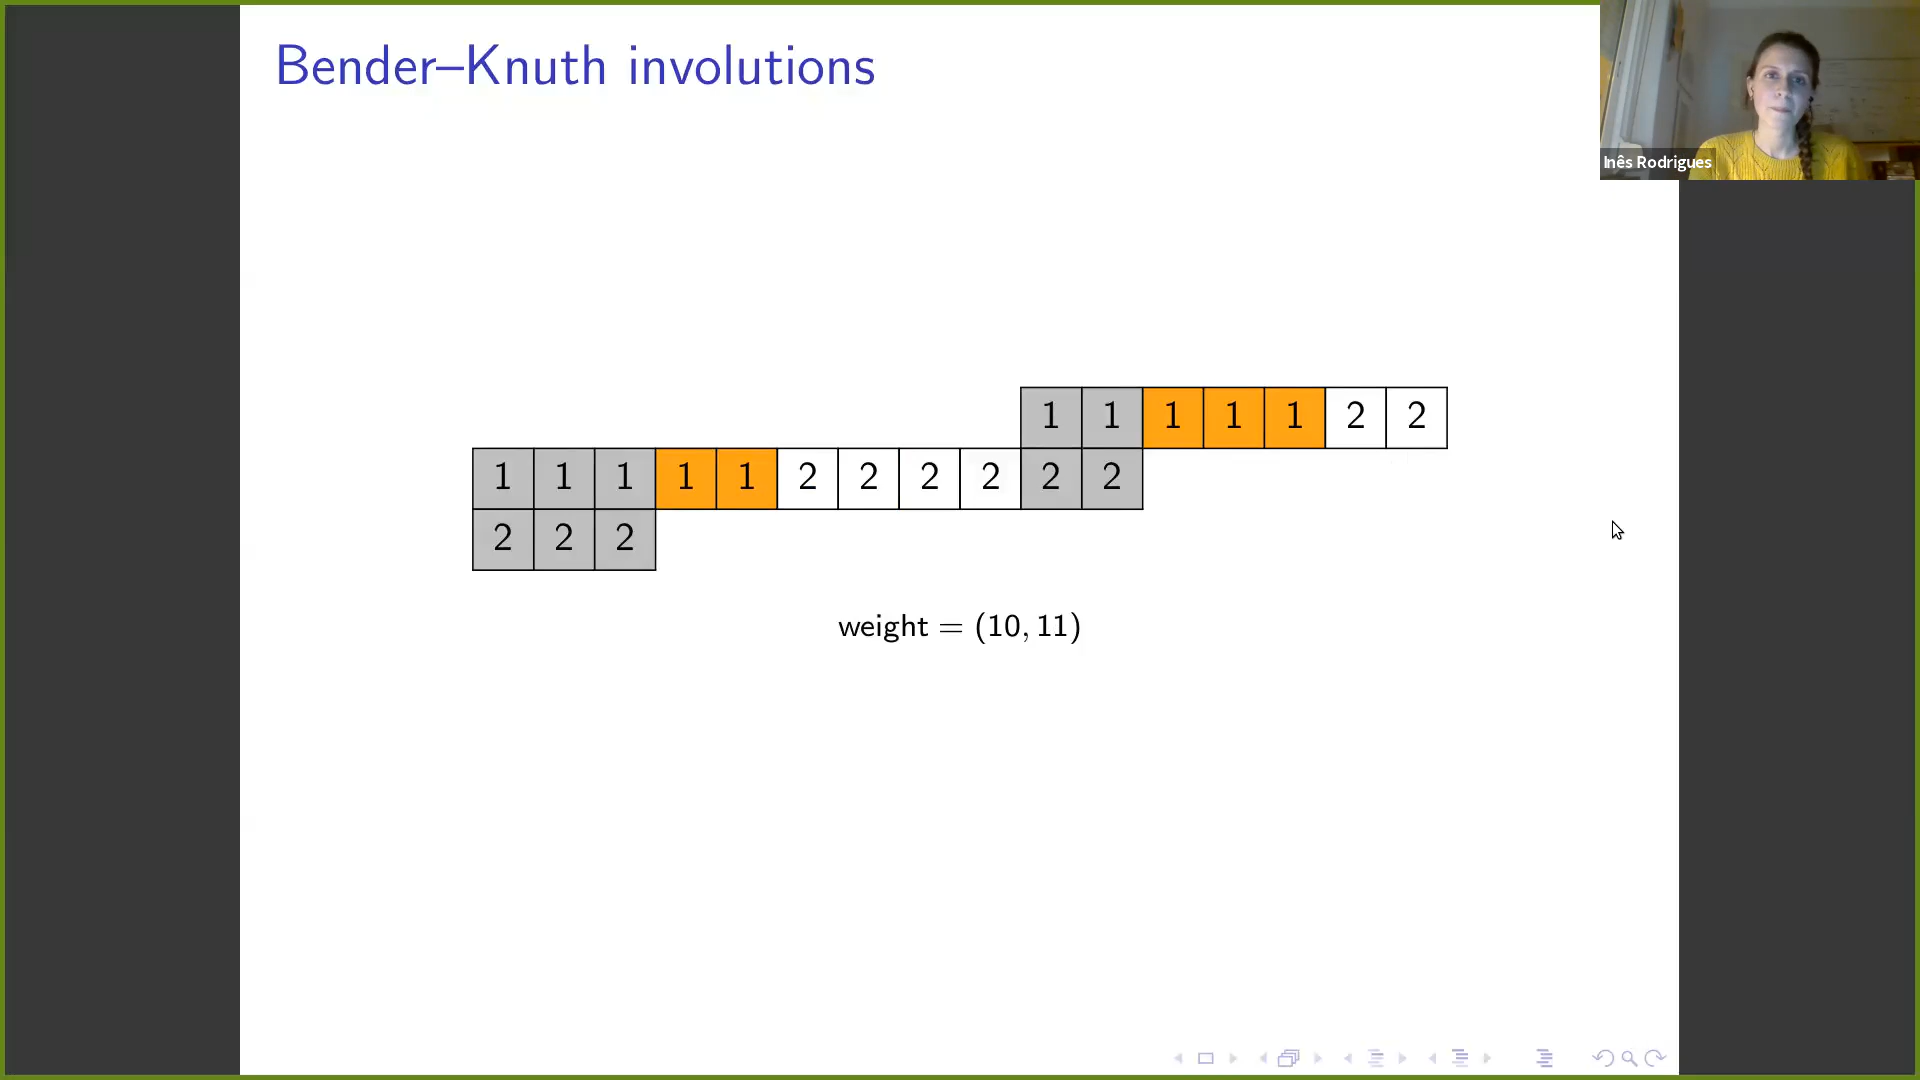 Bender–Knuth involutions
Inês Rodrigues
1 1 1 1 1 2 2
1 1 1 1 1 2 2 2 2 2 2
2 2 2
weight = (10, 11)